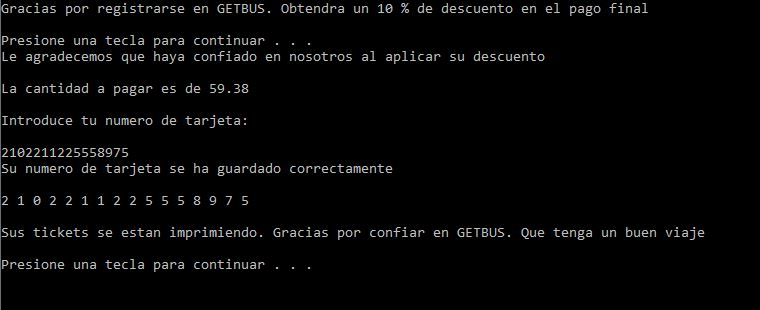 Gracias por registrarse en GETBUS. Obtendra un 10 % de descuento en el pago final
Presione una tecla para continuar . . .
Le agradecemos que haya confiado en nosotros al aplicar su descuento
La cantidad a pagar es de 59.38
Introduce tu numero de tarjeta:
2102211225558975
Su numero de tarjeta se ha guardado correctamente
2 1 0 2 2 1 1 2 2 5 5 5 8 9 7 5
Sus tickets se estan imprimiendo. Gracias por confiar en GETBUS. Que tenga un buen viaje
Presione una tecla para continuar . . .